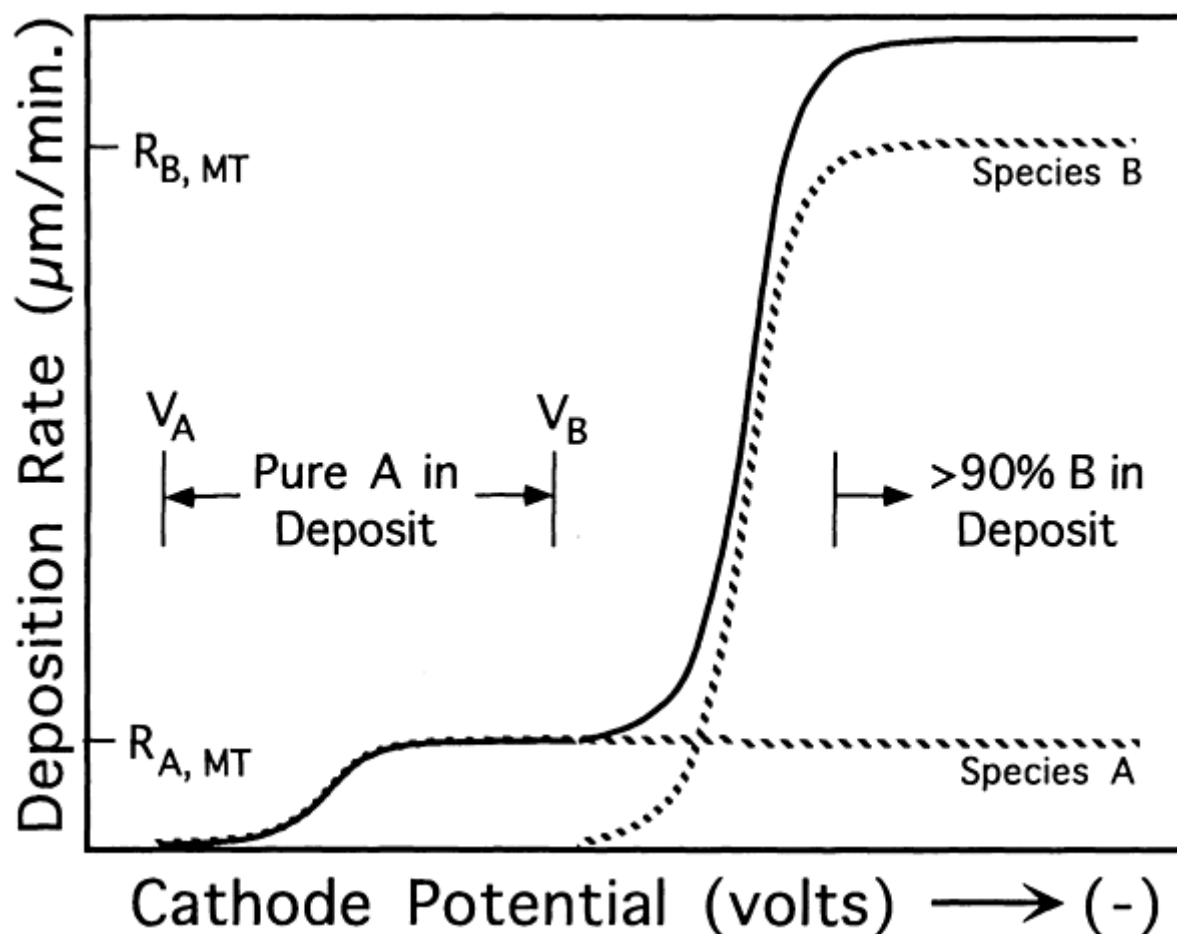 Deposition Rate (μm/min.)
R_B, MT
Species B
V_A
V_B
Pure A in
Deposit
>90% B in
Deposit
R_A, MT
Species A
Cathode Potential (volts) ⟶ (-)